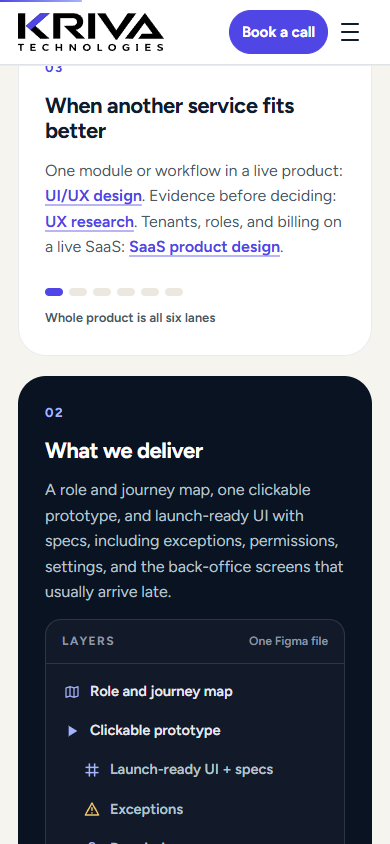 KRIVA
TECHNOLOGIES
Book a call
03
When another service fits
better
One module or workflow in a live product:
UI/UX design. Evidence before deciding:
UX research. Tenants, roles, and billing on
a live SaaS: SaaS product design.
Whole product is all six lanes
02
What we deliver
A role and journey map, one clickable
prototype, and launch-ready UI with
specs, including exceptions, permissions,
settings, and the back-office screens that
usually arrive late.
LAYERS One Figma file
Role and journey map
Clickable prototype
Launch-ready UI + specs
Exceptions